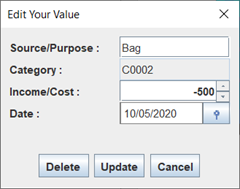 Edit Your Value
Source/Purpose : Bag
Category : C0002
Income/Cost : -500
Date : 10/05/2020
Delete Update Cancel